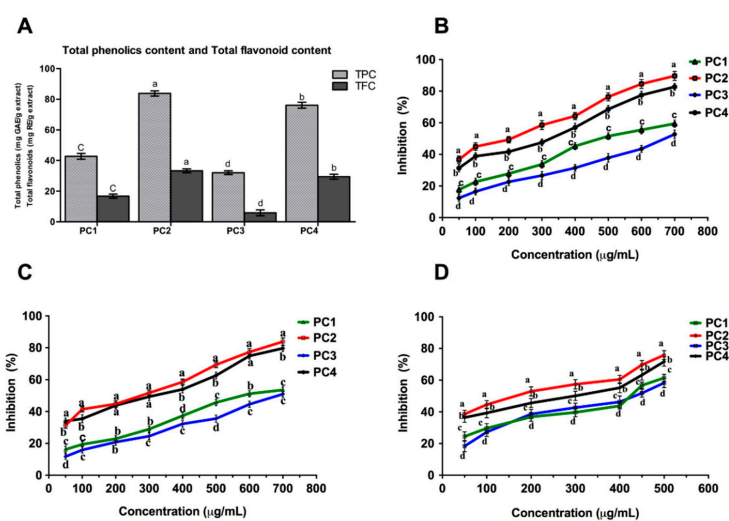 A
Total phenolics content and Total flavonoid content
Total phenolics (mg GAE/g extract)
Total flavonoids (mg RE/g extract)
100
80
60
40
20
0
TPC
TFC
C
C
a
a
d
d
b
b
PC1
PC2
PC3
PC4
B
Inhibition (%)
100
80
60
40
20
0
PC1
PC2
PC3
PC4
a a a a a a a a
b b b b b b b b
c c c c c c c c
d d d d d d d d
0 100 200 300 400 500 600 700 800
Concentration (μg/mL)
C
Inhibition (%)
100
80
60
40
20
0
PC1
PC2
PC3
PC4
0 100 200 300 400 500 600 700 800
Concentration (μg/mL)
D
Inhibition (%)
100
80
60
40
20
0
PC1
PC2
PC3
PC4
0 100 200 300 400 500 600
Concentration (μg/mL)